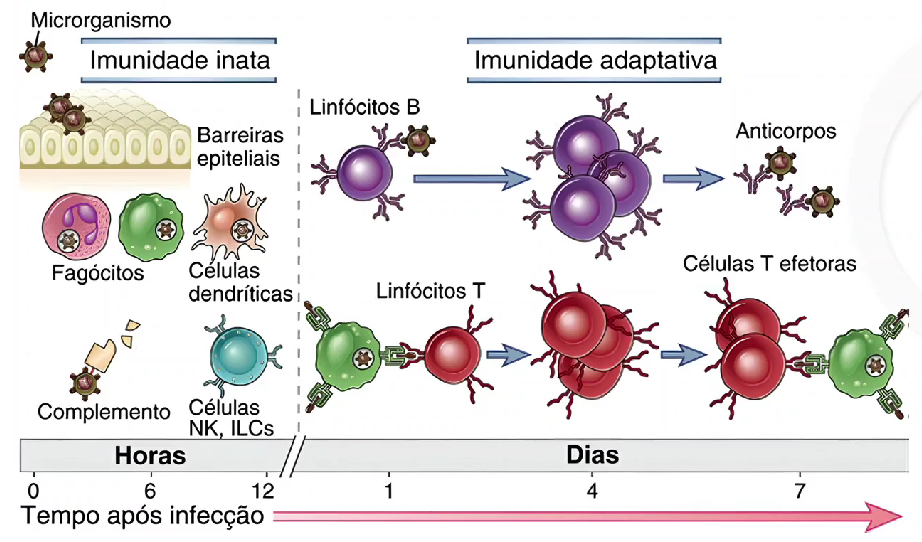 Microrganismo
Imunidade inata
Imunidade adaptativa
Barreiras
epiteliais
Fagócitos
Células
dendríticas
Complemento
Células
NK, ILCs
Linfócitos B
Anticorpos
Linfócitos T
Células T efetoras
Horas
Dias
0 6 12 1 4 7
Tempo após infecção